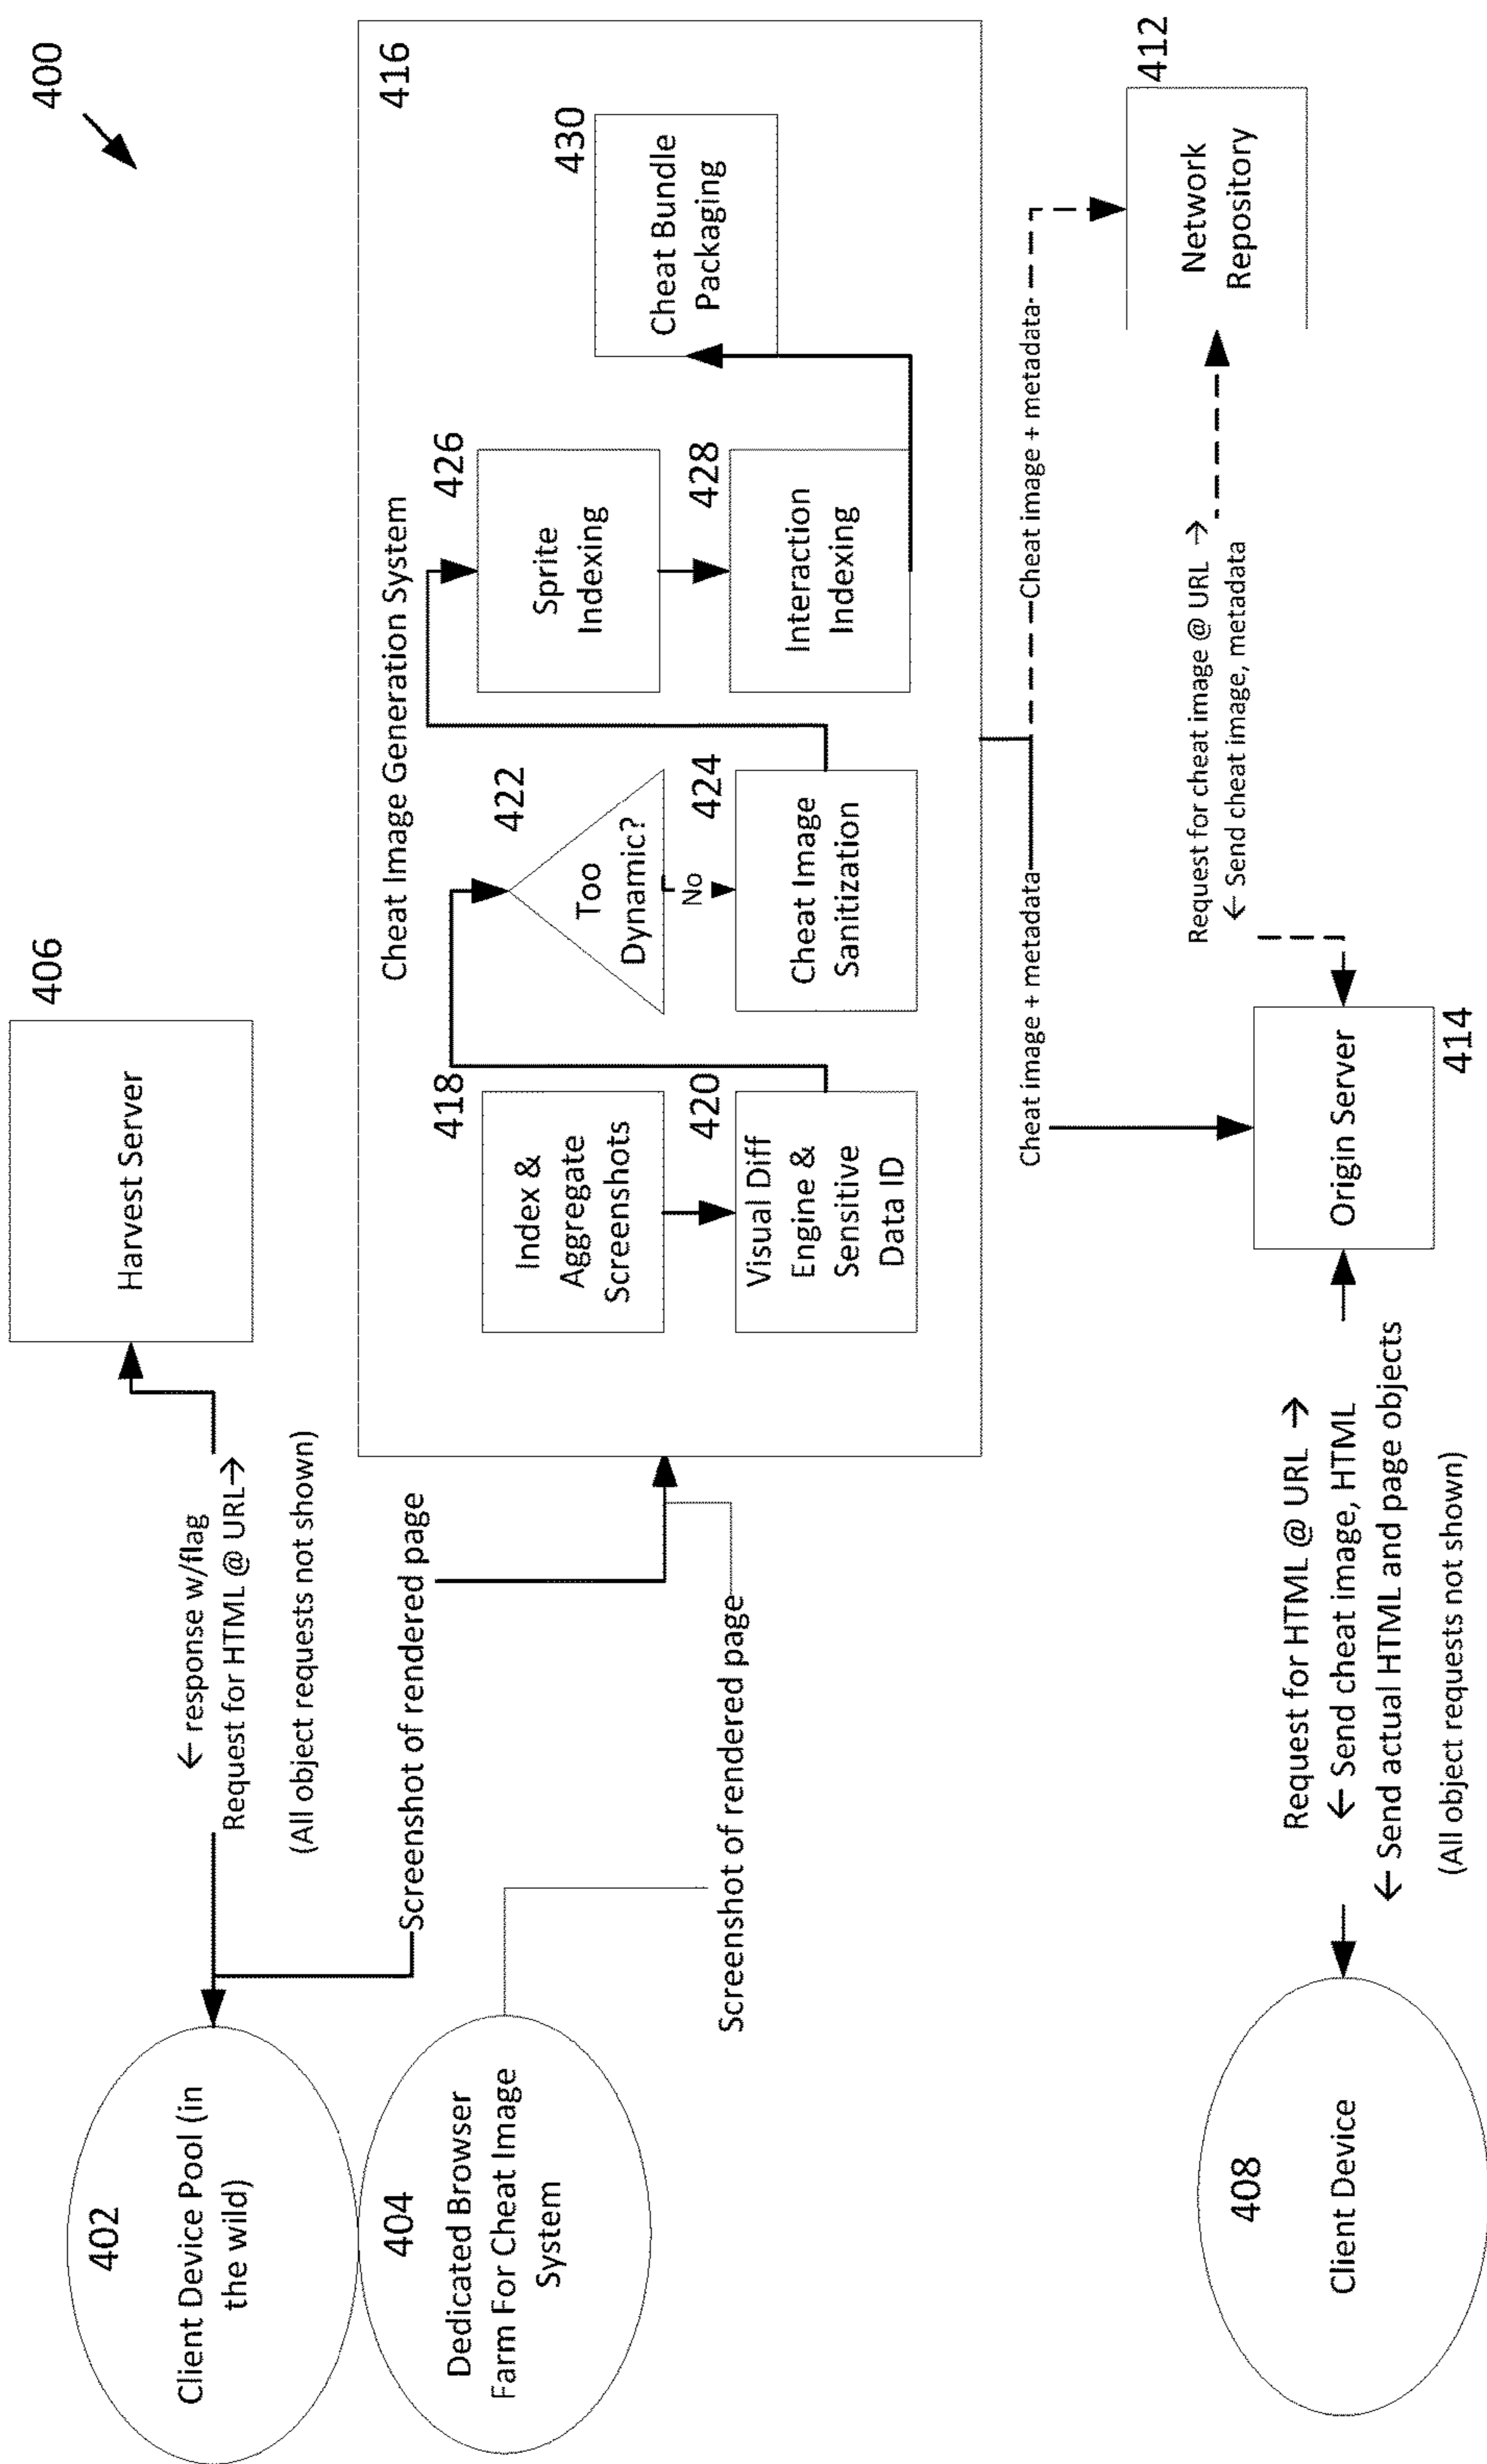 400
402
Client Device Pool (in
the wild)
404
Dedicated Browser
Farm For Cheat Image
System
← response w/flag
Request for HTML @ URL→
(All object requests not shown)
406
Harvest Server
Screenshot of rendered page
Screenshot of rendered page
Cheat Image Generation System
416
418
Index &
Aggregate
Screenshots
420
Visual Diff
Engine &
Sensitive
Data ID
422
Too
Dynamic?
No
424
Cheat Image
Sanitization
426
Sprite
Indexing
428
Interaction
Indexing
430
Cheat Bundle
Packaging
Cheat image + metadata
Cheat image + metadata
412
Network
Repository
Request for cheat image @ URL →
← Send cheat image, metadata
408
Client Device
Request for HTML @ URL →
← Send cheat image, HTML
← Send actual HTML and page objects
(All object requests not shown)
Origin Server
414